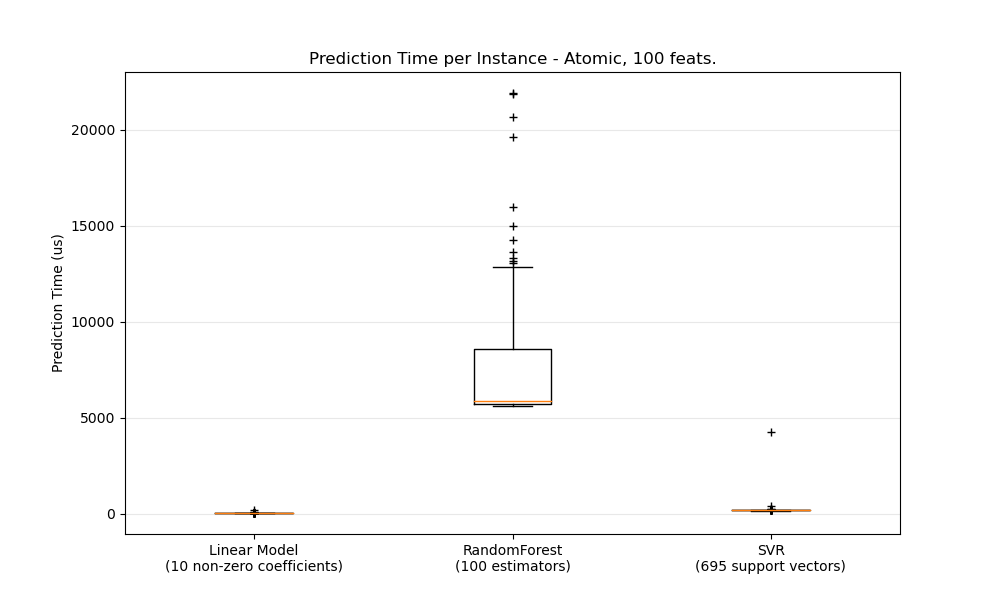 Prediction Time per Instance - Atomic, 100 feats.
Prediction Time (us)
20000
15000
10000
5000
0
Linear Model
(10 non-zero coefficients)
RandomForest
(100 estimators)
SVR
(695 support vectors)